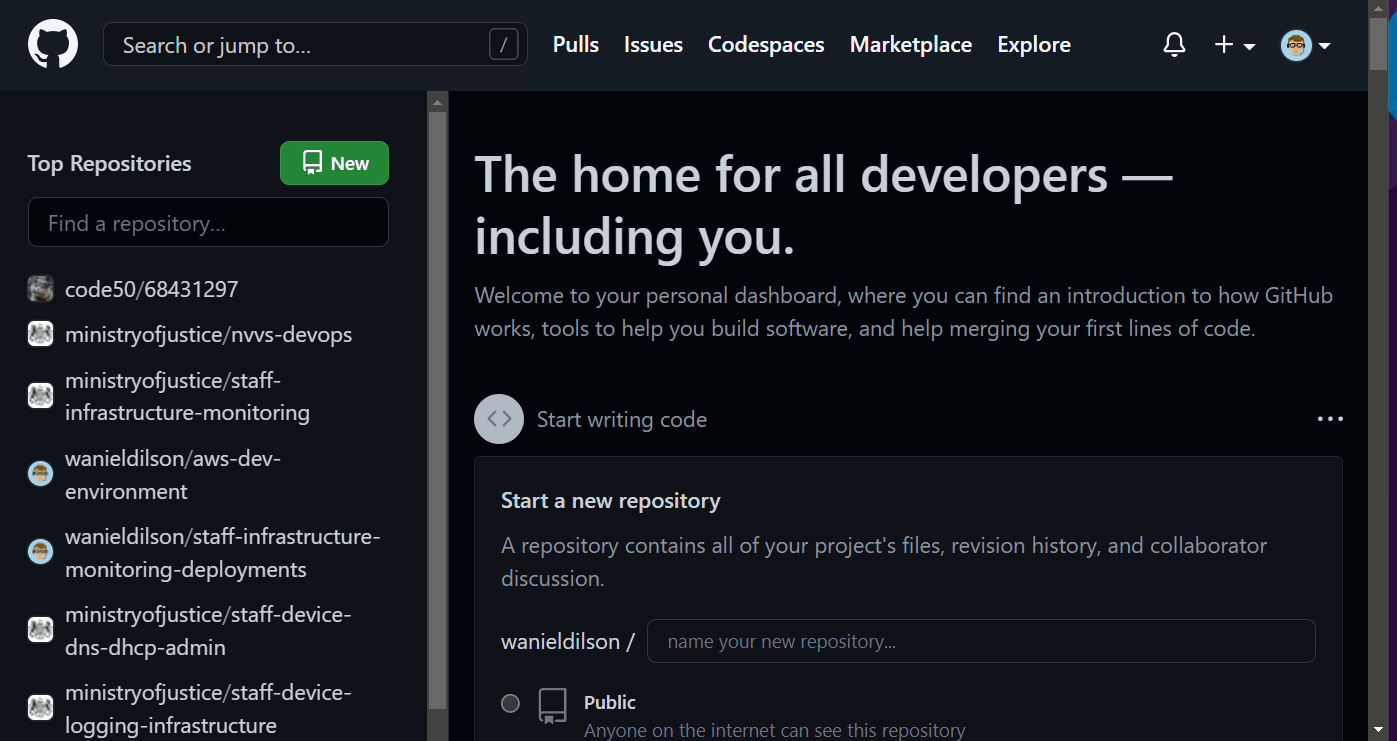 Search or jump to...
/
Pulls
Issues
Codespaces
Marketplace
Explore
Top Repositories
New
Find a repository...
code50/68431297
ministryofjustice/nvvs-devops
ministryofjustice/staff-
infrastructure-monitoring
wanieldilson/aws-dev-
environment
wanieldilson/staff-infrastructure-
monitoring-deployments
ministryofjustice/staff-device-
dns-dhcp-admin
ministryofjustice/staff-device-
logging-infrastructure
The home for all developers —
including you.
Welcome to your personal dashboard, where you can find an introduction to how GitHub
works, tools to help you build software, and help merging your first lines of code.
Start writing code
Start a new repository
A repository contains all of your project's files, revision history, and collaborator
discussion.
wanieldilson /
name your new repository...
Public
Anyone on the internet can see this repository